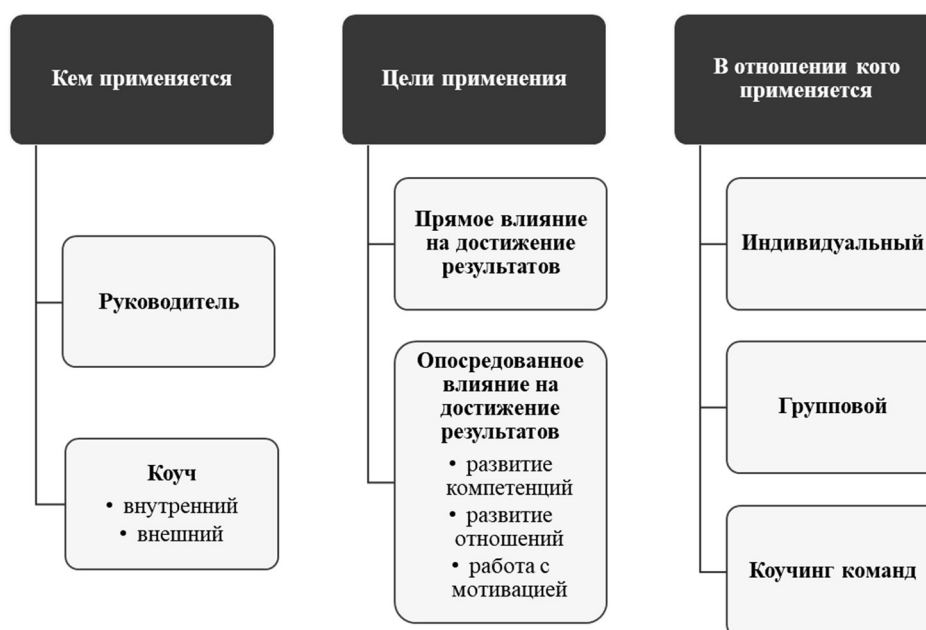 Кем применяется
Руководитель
Коуч
• внутренний
• внешний
Цели применения
Прямое влияние
на достижение
результатов
Опосредованное
влияние на
достижение
результатов
• развитие
компетенций
• развитие
отношений
• работа с
мотивацией
В отношении кого
применяется
Индивидуальный
Групповой
Коучинг команд